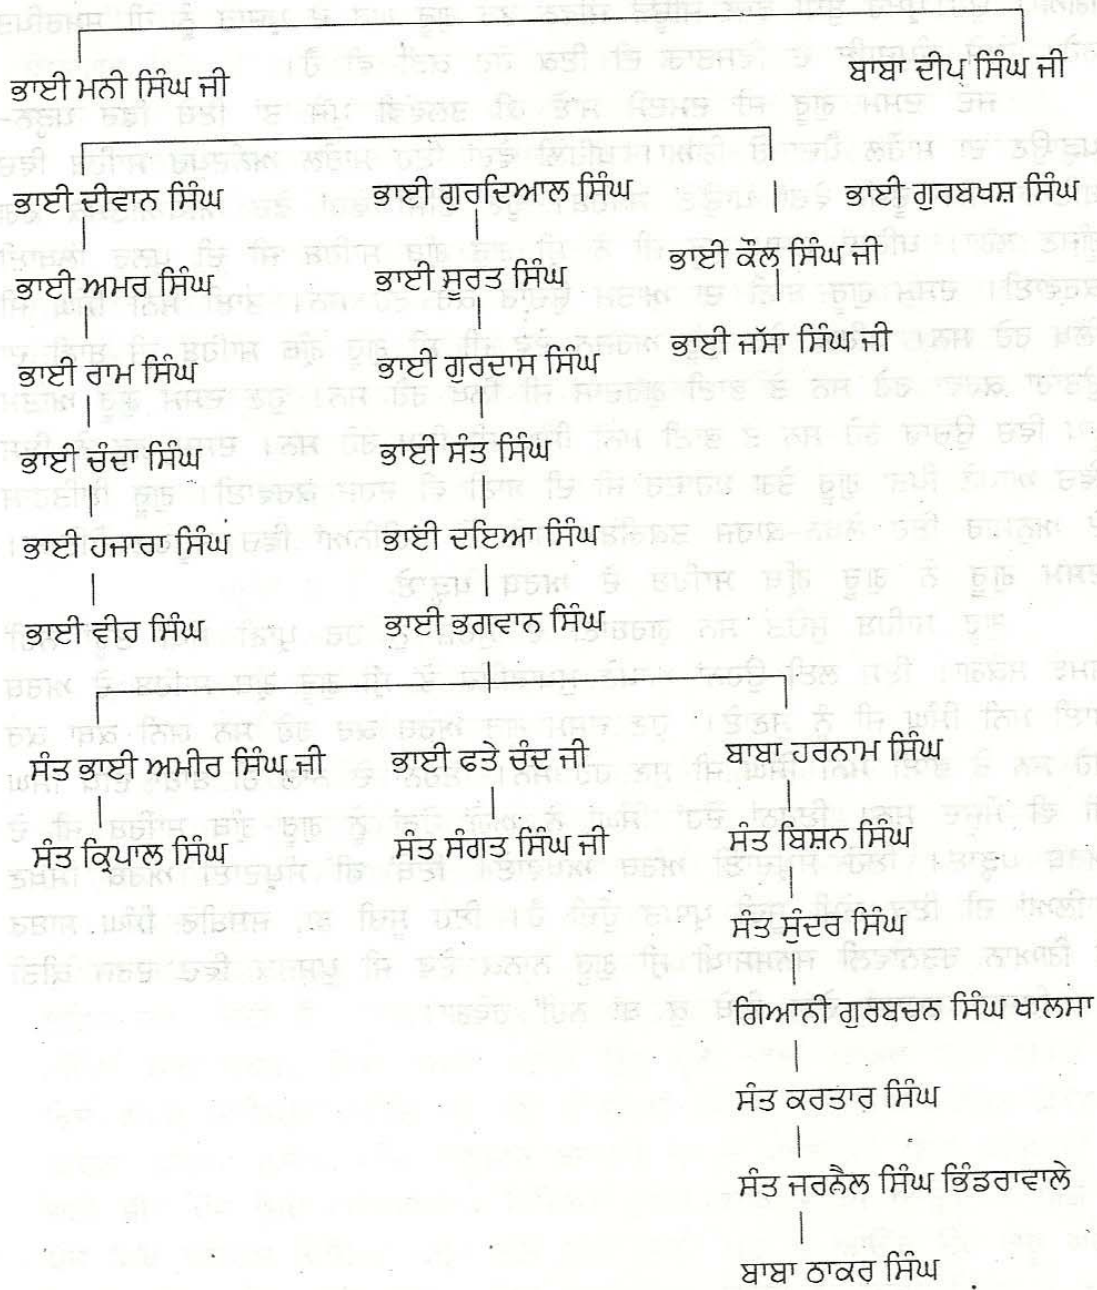 ਭਾਈ ਮਨੀ ਸਿੰਘ ਜੀ ਬਾਬਾ ਦੀਪ ਸਿੰਘ ਜੀ
ਭਾਈ ਦੀਵਾਨ ਸਿੰਘ ਭਾਈ ਗੁਰਦਿਆਲ ਸਿੰਘ ਭਾਈ ਗੁਰਬਖਸ਼ ਸਿੰਘ
ਭਾਈ ਅਮਰ ਸਿੰਘ ਭਾਈ ਸੂਰਤ ਸਿੰਘ ਭਾਈ ਕੌਲ ਸਿੰਘ ਜੀ
ਭਾਈ ਰਾਮ ਸਿੰਘ ਭਾਈ ਗੁਰਦਾਸ ਸਿੰਘ ਭਾਈ ਜੱਸਾ ਸਿੰਘ ਜੀ
ਭਾਈ ਚੰਦਾ ਸਿੰਘ ਭਾਈ ਸੰਤ ਸਿੰਘ
ਭਾਈ ਹਜਾਰਾ ਸਿੰਘ ਭਾਈ ਦਇਆ ਸਿੰਘ
ਭਾਈ ਵੀਰ ਸਿੰਘ ਭਾਈ ਭਗਵਾਨ ਸਿੰਘ
ਸੰਤ ਭਾਈ ਅਮੀਰ ਸਿੰਘ ਜੀ ਭਾਈ ਫਤੇ ਚੰਦ ਜੀ ਬਾਬਾ ਹਰਨਾਮ ਸਿੰਘ
ਸੰਤ ਕ੍ਰਿਪਾਲ ਸਿੰਘ ਸੰਤ ਸੰਗਤ ਸਿੰਘ ਜੀ ਸੰਤ ਬਿਸ਼ਨ ਸਿੰਘ
ਸੰਤ ਸੁੰਦਰ ਸਿੰਘ
ਗਿਆਨੀ ਗੁਰਬਚਨ ਸਿੰਘ ਖਾਲਸਾ
ਸੰਤ ਕਰਤਾਰ ਸਿੰਘ
ਸੰਤ ਜਰਨੈਲ ਸਿੰਘ ਭਿੰਡਰਾਵਾਲੇ
ਬਾਬਾ ਠਾਕਰ ਸਿੰਘ